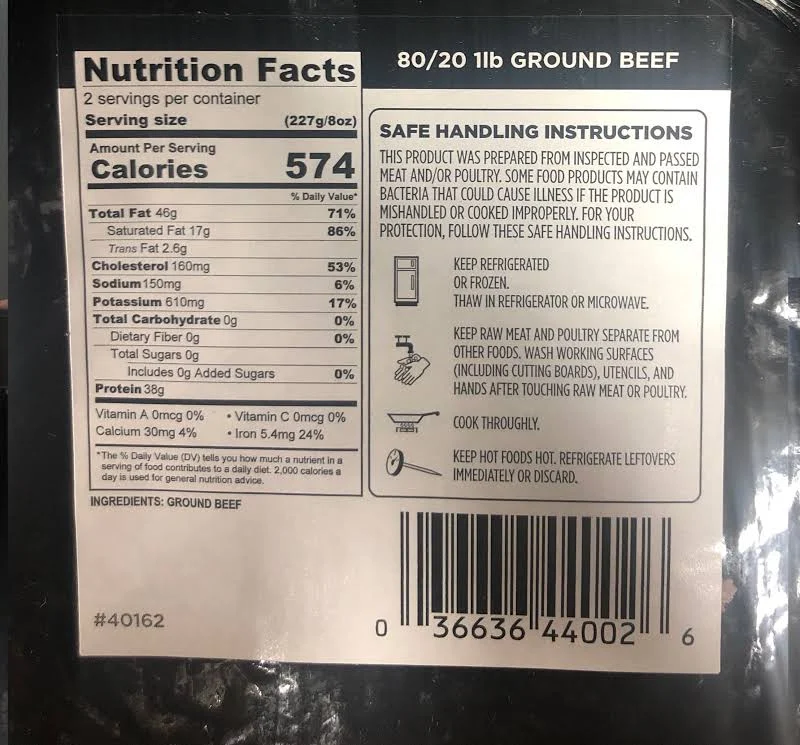 80/20 1lb GROUND BEEF
Nutrition Facts
2 servings per container
Serving size (227g/8oz)
Amount Per Serving
Calories 574
% Daily Value*
Total Fat 46g 71%
Saturated Fat 17g 86%
Trans Fat 2.6g
Cholesterol 160mg 53%
Sodium 150mg 6%
Potassium 610mg 17%
Total Carbohydrate 0g 0%
Dietary Fiber 0g 0%
Total Sugars 0g
Includes 0g Added Sugars 0%
Protein 38g
Vitamin A 0mcg 0% • Vitamin C 0mcg 0%
Calcium 30mg 4% • Iron 5.4mg 24%
*The % Daily Value (DV) tells you how much a nutrient in a
serving of food contributes to a daily diet. 2,000 calories a
day is used for general nutrition advice.
INGREDIENTS: GROUND BEEF
#40162
SAFE HANDLING INSTRUCTIONS
THIS PRODUCT WAS PREPARED FROM INSPECTED AND PASSED
MEAT AND/OR POULTRY. SOME FOOD PRODUCTS MAY CONTAIN
BACTERIA THAT COULD CAUSE ILLNESS IF THE PRODUCT IS
MISHANDLED OR COOKED IMPROPERLY. FOR YOUR
PROTECTION, FOLLOW THESE SAFE HANDLING INSTRUCTIONS.
KEEP REFRIGERATED
OR FROZEN.
THAW IN REFRIGERATOR OR MICROWAVE.
KEEP RAW MEAT AND POULTRY SEPARATE FROM
OTHER FOODS. WASH WORKING SURFACES
(INCLUDING CUTTING BOARDS), UTENCILS, AND
HANDS AFTER TOUCHING RAW MEAT OR POULTRY.
COOK THROUGHLY.
KEEP HOT FOODS HOT. REFRIGERATE LEFTOVERS
IMMEDIATELY OR DISCARD.
0 36636 44002 6